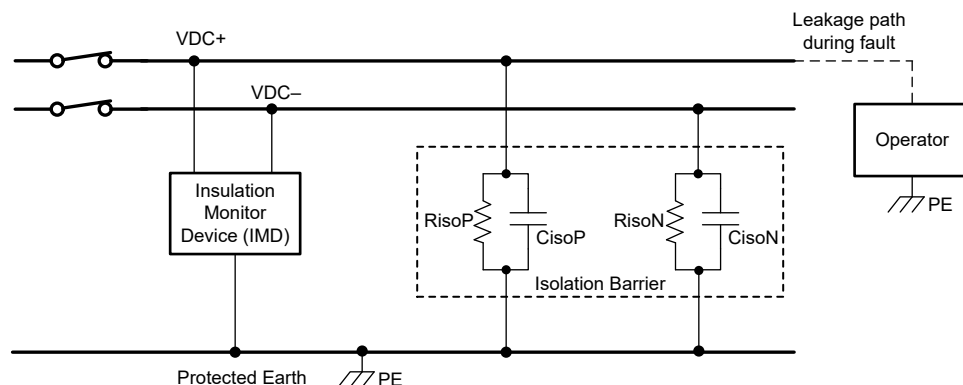 Leakage path
during fault
VDC+
VDC–
Operator
Insulation
Monitor
Device (IMD)
RisoP
CisoP
RisoN
CisoN
PE
Isolation Barrier
Protected Earth
PE